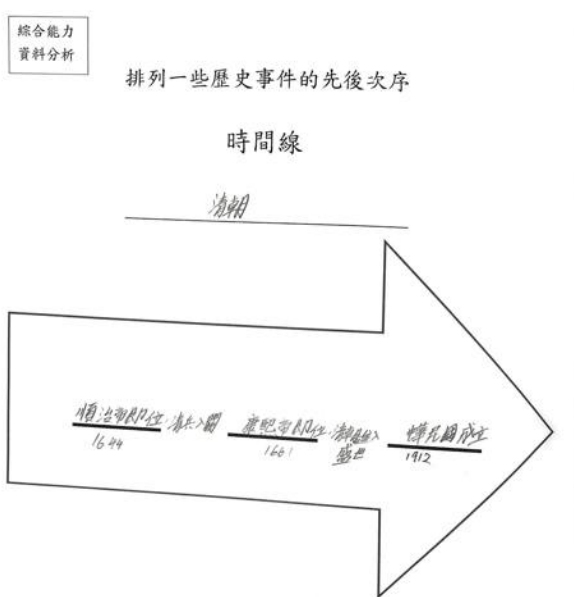 綜合能力
資料分析
排列一些歷史事件的先後次序
時間線
清朝
順治帝即位，清兵入關
1644
康熙帝即位，清朝進入
盛世
1661
中華民國成立
1912